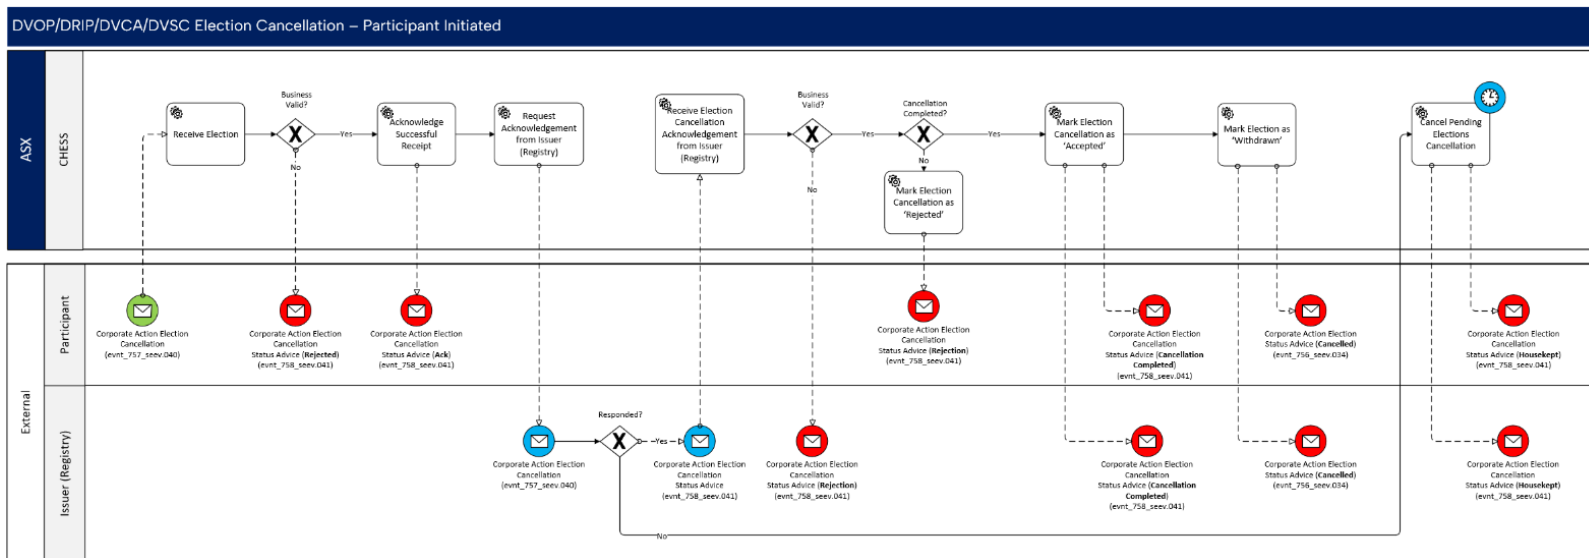 DVOP/DRIP/DVCA/DVSC Election Cancellation – Participant Initiated
ASX
CHESS
Receive Election
Business
Valid?
X
Yes
No
Acknowledge
Successful
Receipt
Request
Acknowledgement
from Issuer
(Registry)
Receive Election
Cancellation
Acknowledgement
from Issuer
(Registry)
Business
Valid?
X
Yes
No
Cancellation
Completed?
X
Yes
No
Mark Election
Cancellation as
‘Rejected’
Mark Election
Cancellation as
‘Accepted’
Mark Election as
‘Withdrawn’
Cancel Pending
Elections
Cancellation
External
Participant
Corporate Action Election
Cancellation
(evnt_757_seev.040)
Corporate Action Election
Cancellation
Status Advice (Rejected)
(evnt_758_seev.041)
Corporate Action Election
Cancellation
Status Advice (Ack)
(evnt_758_seev.041)
Corporate Action Election
Cancellation
Status Advice (Rejection)
(evnt_758_seev.041)
Corporate Action Election
Cancellation
Status Advice (Cancellation
Completed)
(evnt_758_seev.041)
Corporate Action Election
Cancellation
Status Advice (Cancelled)
(evnt_756_seev.034)
Corporate Action Election
Cancellation
Status Advice (Housekept)
(evnt_758_seev.041)
Issuer (Registry)
Corporate Action Election
Cancellation
(evnt_757_seev.040)
Responded?
X
Yes
No
Corporate Action Election
Cancellation
Status Advice
(evnt_758_seev.041)
Corporate Action Election
Cancellation
Status Advice (Rejection)
(evnt_758_seev.041)
Corporate Action Election
Cancellation
Status Advice (Cancellation
Completed)
(evnt_758_seev.041)
Corporate Action Election
Cancellation
Status Advice (Cancelled)
(evnt_756_seev.034)
Corporate Action Election
Cancellation
Status Advice (Housekept)
(evnt_758_seev.041)